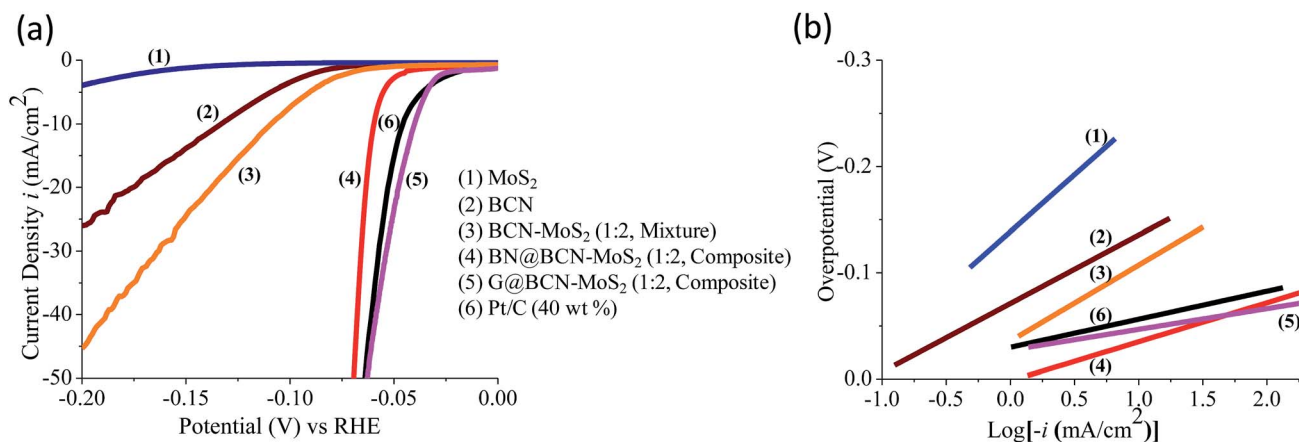 (a)
Current Density i (mA/cm²)
0
-10
-20
-30
-40
-50
-0.20
-0.15
-0.10
-0.05
0.00
Potential (V) vs RHE
(1)
(2)
(3)
(4)
(5)
(6)
(1) MoS₂
(2) BCN
(3) BCN-MoS₂ (1:2, Mixture)
(4) BN@BCN-MoS₂ (1:2, Composite)
(5) G@BCN-MoS₂ (1:2, Composite)
(6) Pt/C (40 wt %)
(b)
Overpotential (V)
-0.3
-0.2
-0.1
0.0
-1.0
-0.5
0.0
0.5
1.0
1.5
2.0
Log[-i (mA/cm²)]
(1)
(2)
(3)
(6)
(5)
(4)